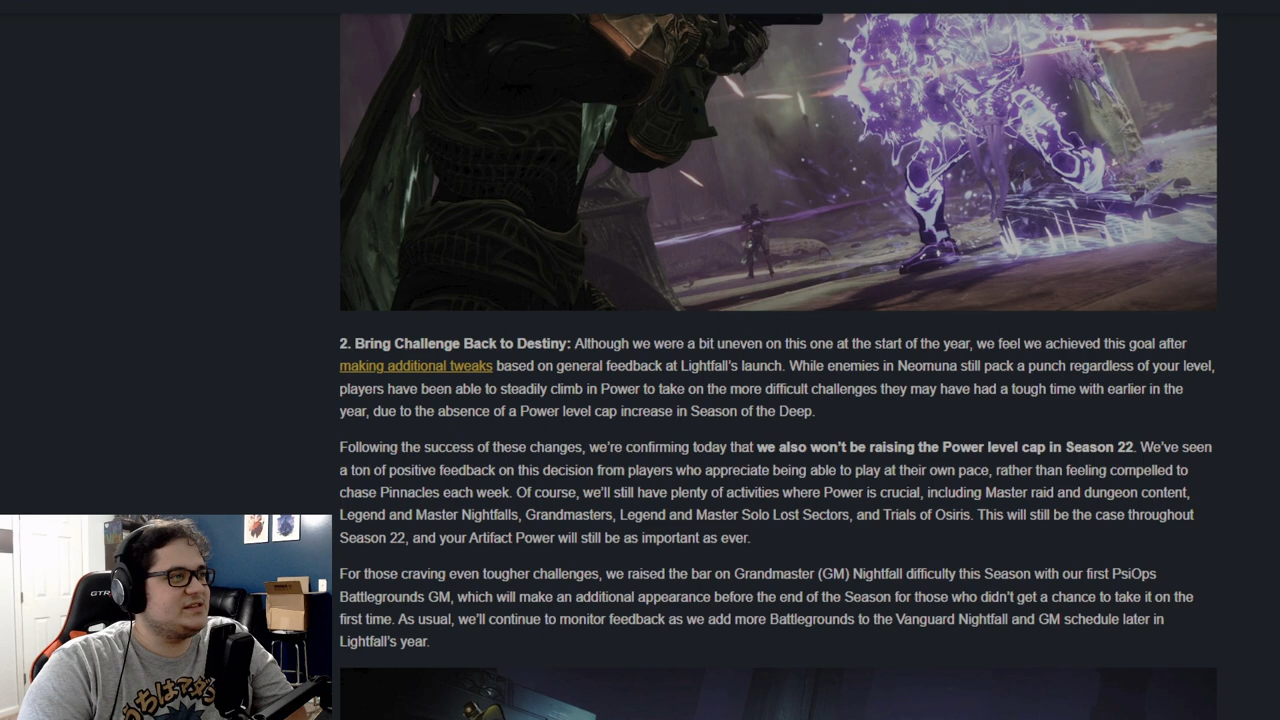 2. Bring Challenge Back to Destiny: Although we were a bit uneven on this one at the start of the year, we feel we achieved this goal after
making additional tweaks based on general feedback at Lightfall's launch. While enemies in Neomuna still pack a punch regardless of your level,
players have been able to steadily climb in Power to take on the more difficult challenges they may have had a tough time with earlier in the
year, due to the absence of a Power level cap increase in Season of the Deep.
Following the success of these changes, we're confirming today that we also won't be raising the Power level cap in Season 22. We've seen
a ton of positive feedback on this decision from players who appreciate being able to play at their own pace, rather than feeling compelled to
chase Pinnacles each week. Of course, we'll still have plenty of activities where Power is crucial, including Master raid and dungeon content,
Legend and Master Nightfalls, Grandmasters, Legend and Master Solo Lost Sectors, and Trials of Osiris. This will still be the case throughout
Season 22, and your Artifact Power will still be as important as ever.
For those craving even tougher challenges, we raised the bar on Grandmaster (GM) Nightfall difficulty this Season with our first PsiOps
Battlegrounds GM, which will make an additional appearance before the end of the Season for those who didn't get a chance to take it on the
first time. As usual, we'll continue to monitor feedback as we add more Battlegrounds to the Vanguard Nightfall and GM schedule later in
Lightfall's year.
GTR